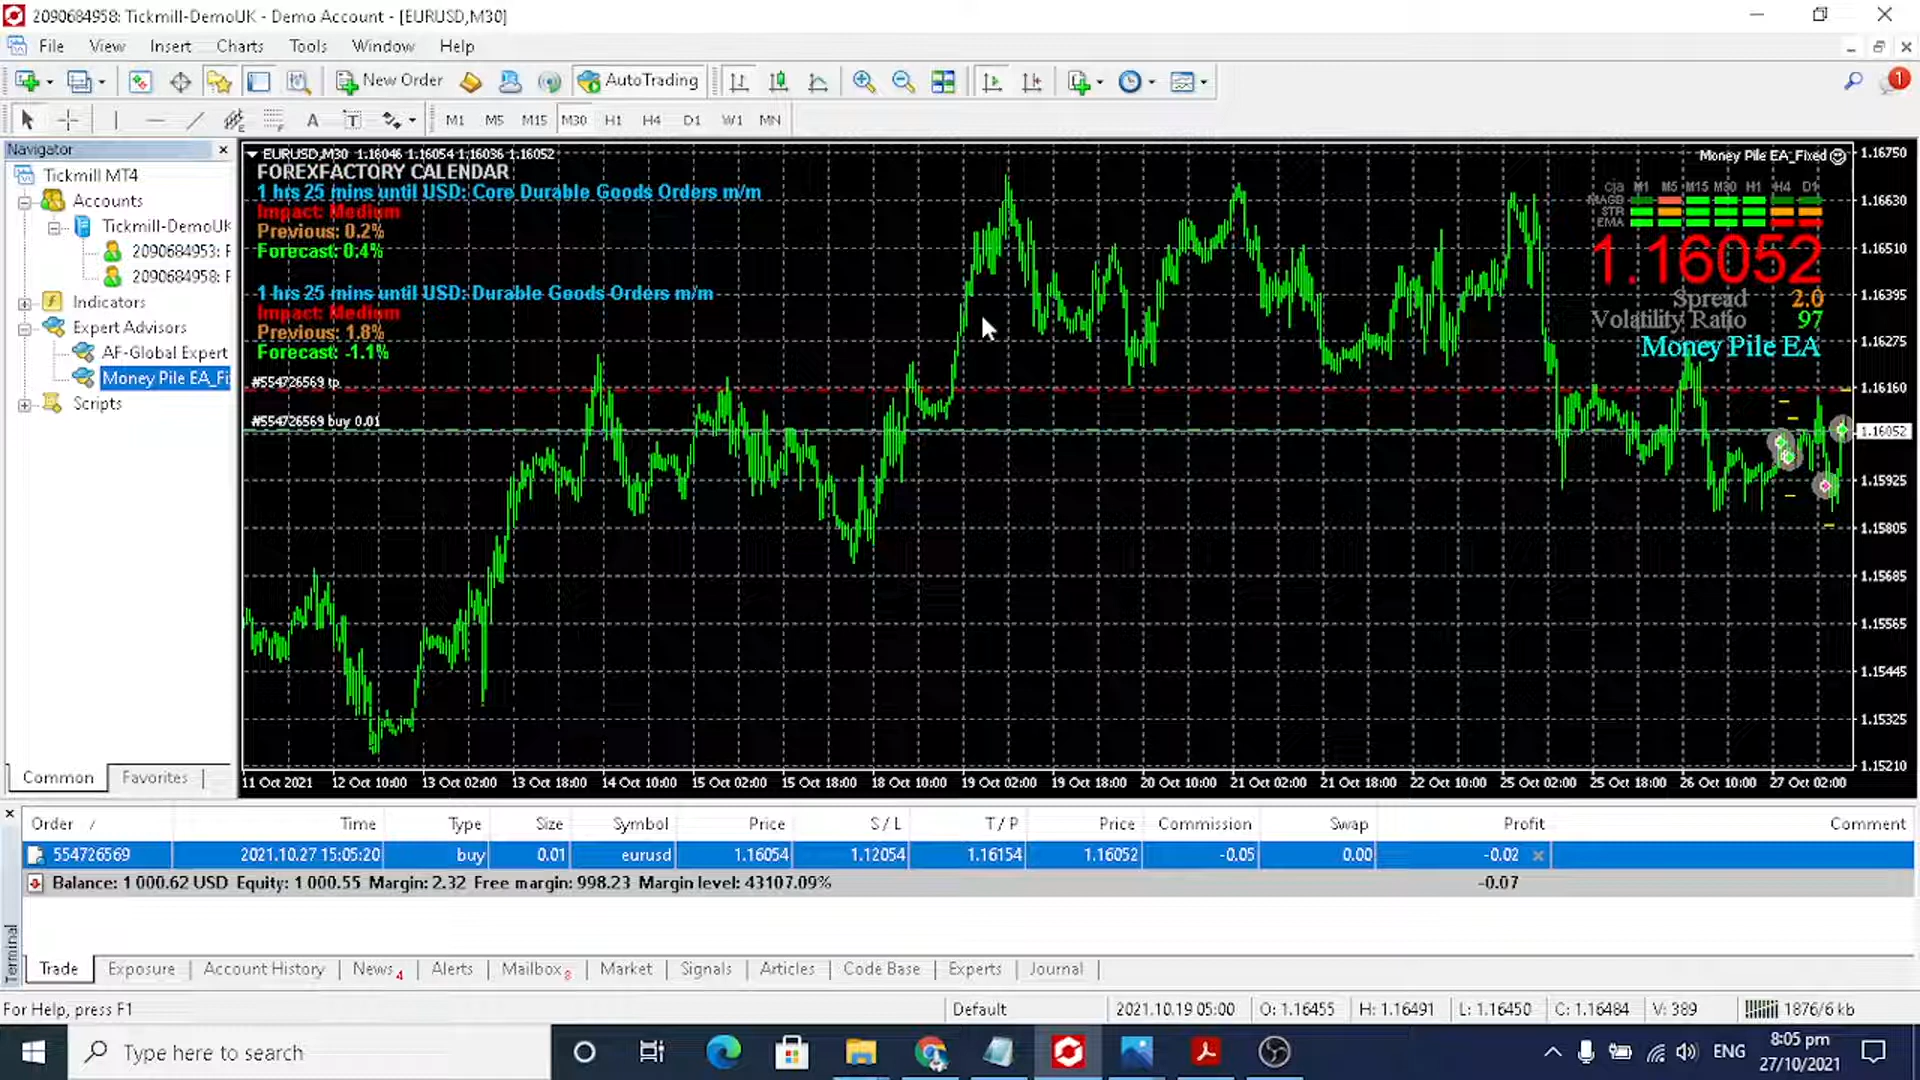 2090684958: Tickmill-DemoUK - Demo Account - [EURUSD,M30]
File View Insert Charts Tools Window Help
New Order AutoTrading
1
A T M1 M5 M15 M30 H1 H4 D1 W1 MN
Navigator
Tickmill MT4
Accounts
Tickmill-DemoUK
2090684953: F
2090684958: F
Indicators
Expert Advisors
AF-Global Expert
Money Pile EA_Fi
Scripts
Common Favorites
EURUSD,M30 1.16046 1.16054 1.16036 1.16052
FOREXFACTORY CALENDAR
1 hrs 25 mins until USD: Core Durable Goods Orders m/m
Impact: Medium
Previous: 0.2%
Forecast: 0.4%
1 hrs 25 mins until USD: Durable Goods Orders m/m
Impact: Medium
Previous: 1.8%
Forecast: -1.1%
#554726569 tp
#554726569 buy 0.01
Money Pile EA_Fixed
cja M1 M5 M15 M30 H1 H4 D1
MACD
STR
EMA
1.16052
Spread 2.0
Volatility Ratio 97
Money Pile EA
1.16750
1.16630
1.16510
1.16395
1.16275
1.16160
1.16052
1.15925
1.15805
1.15685
1.15565
1.15445
1.15325
1.15210
11 Oct 2021 12 Oct 10:00 13 Oct 02:00 13 Oct 18:00 14 Oct 10:00 15 Oct 02:00 15 Oct 18:00 18 Oct 10:00 19 Oct 02:00 19 Oct 18:00 20 Oct 10:00 21 Oct 02:00 21 Oct 18:00 22 Oct 10:00 25 Oct 02:00 25 Oct 18:00 26 Oct 10:00 27 Oct 02:00
Order / Time Type Size Symbol Price S / L T / P Price Commission Swap Profit Comment
554726569 2021.10.27 15:05:20 buy 0.01 eurusd 1.16054 1.12054 1.16154 1.16052 -0.05 0.00 -0.02
Balance: 1 000.62 USD Equity: 1 000.55 Margin: 2.32 Free margin: 998.23 Margin level: 43107.09% -0.07
Terminal
Trade Exposure Account History News 4 Alerts Mailbox 8 Market Signals Articles Code Base Experts Journal
For Help, press F1 Default 2021.10.19 05:00 O: 1.16455 H: 1.16491 L: 1.16450 C: 1.16484 V: 389 1876/6 kb
Type here to search
ENG
8:05 pm
27/10/2021